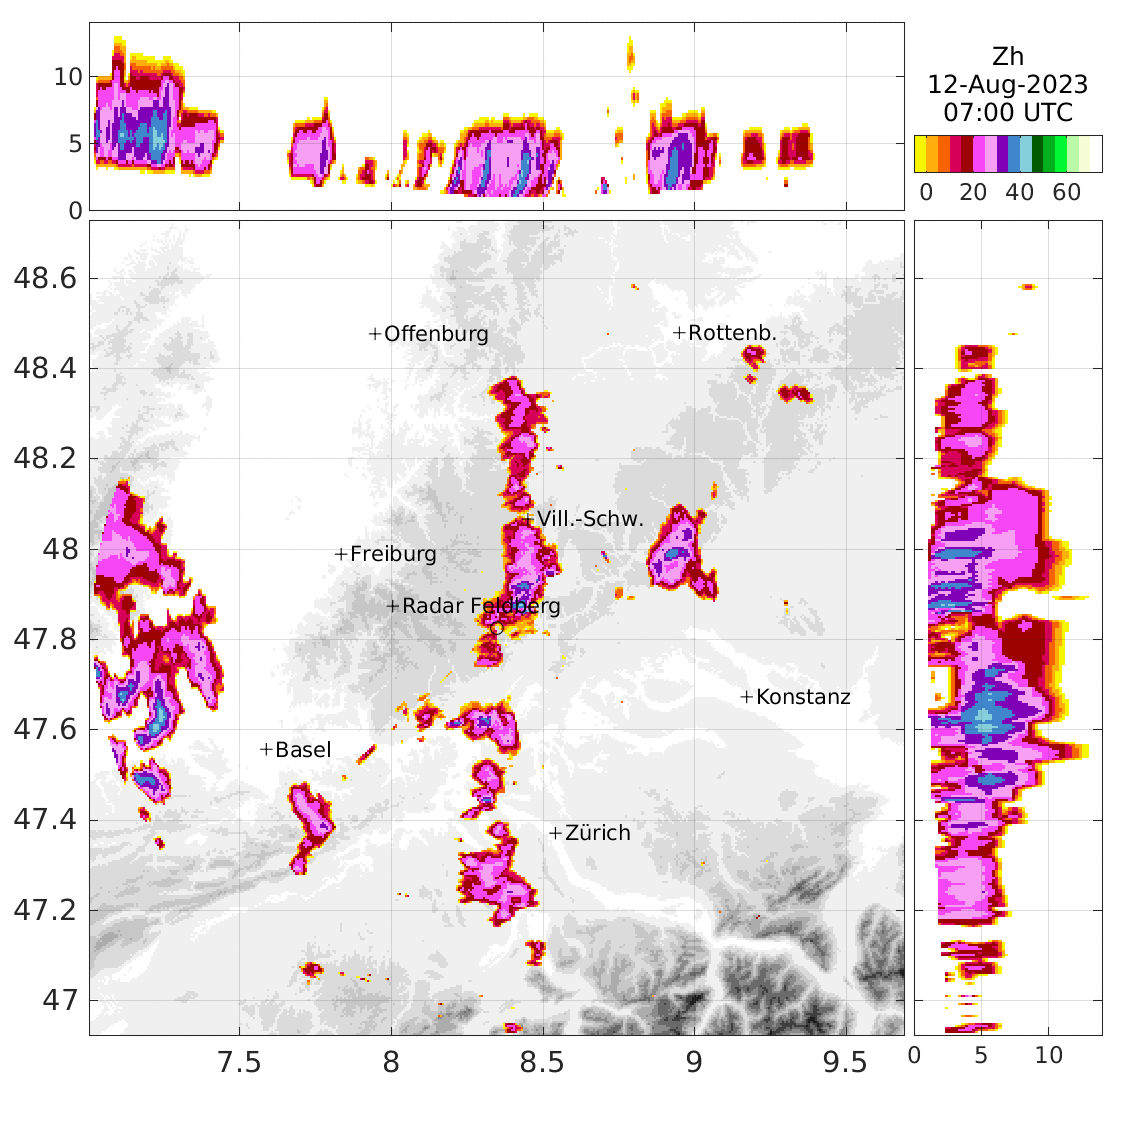 10
5
0
Zh
12-Aug-2023
07:00 UTC
0 20 40 60
48.6
48.4
48.2
48
47.8
47.6
47.4
47.2
47
+Offenburg
+Rottenb.
+Vill.-Schw.
+Freiburg
+Radar Feldberg
+Konstanz
+Basel
+Zürich
7.5 8 8.5 9 9.5
0 5 10